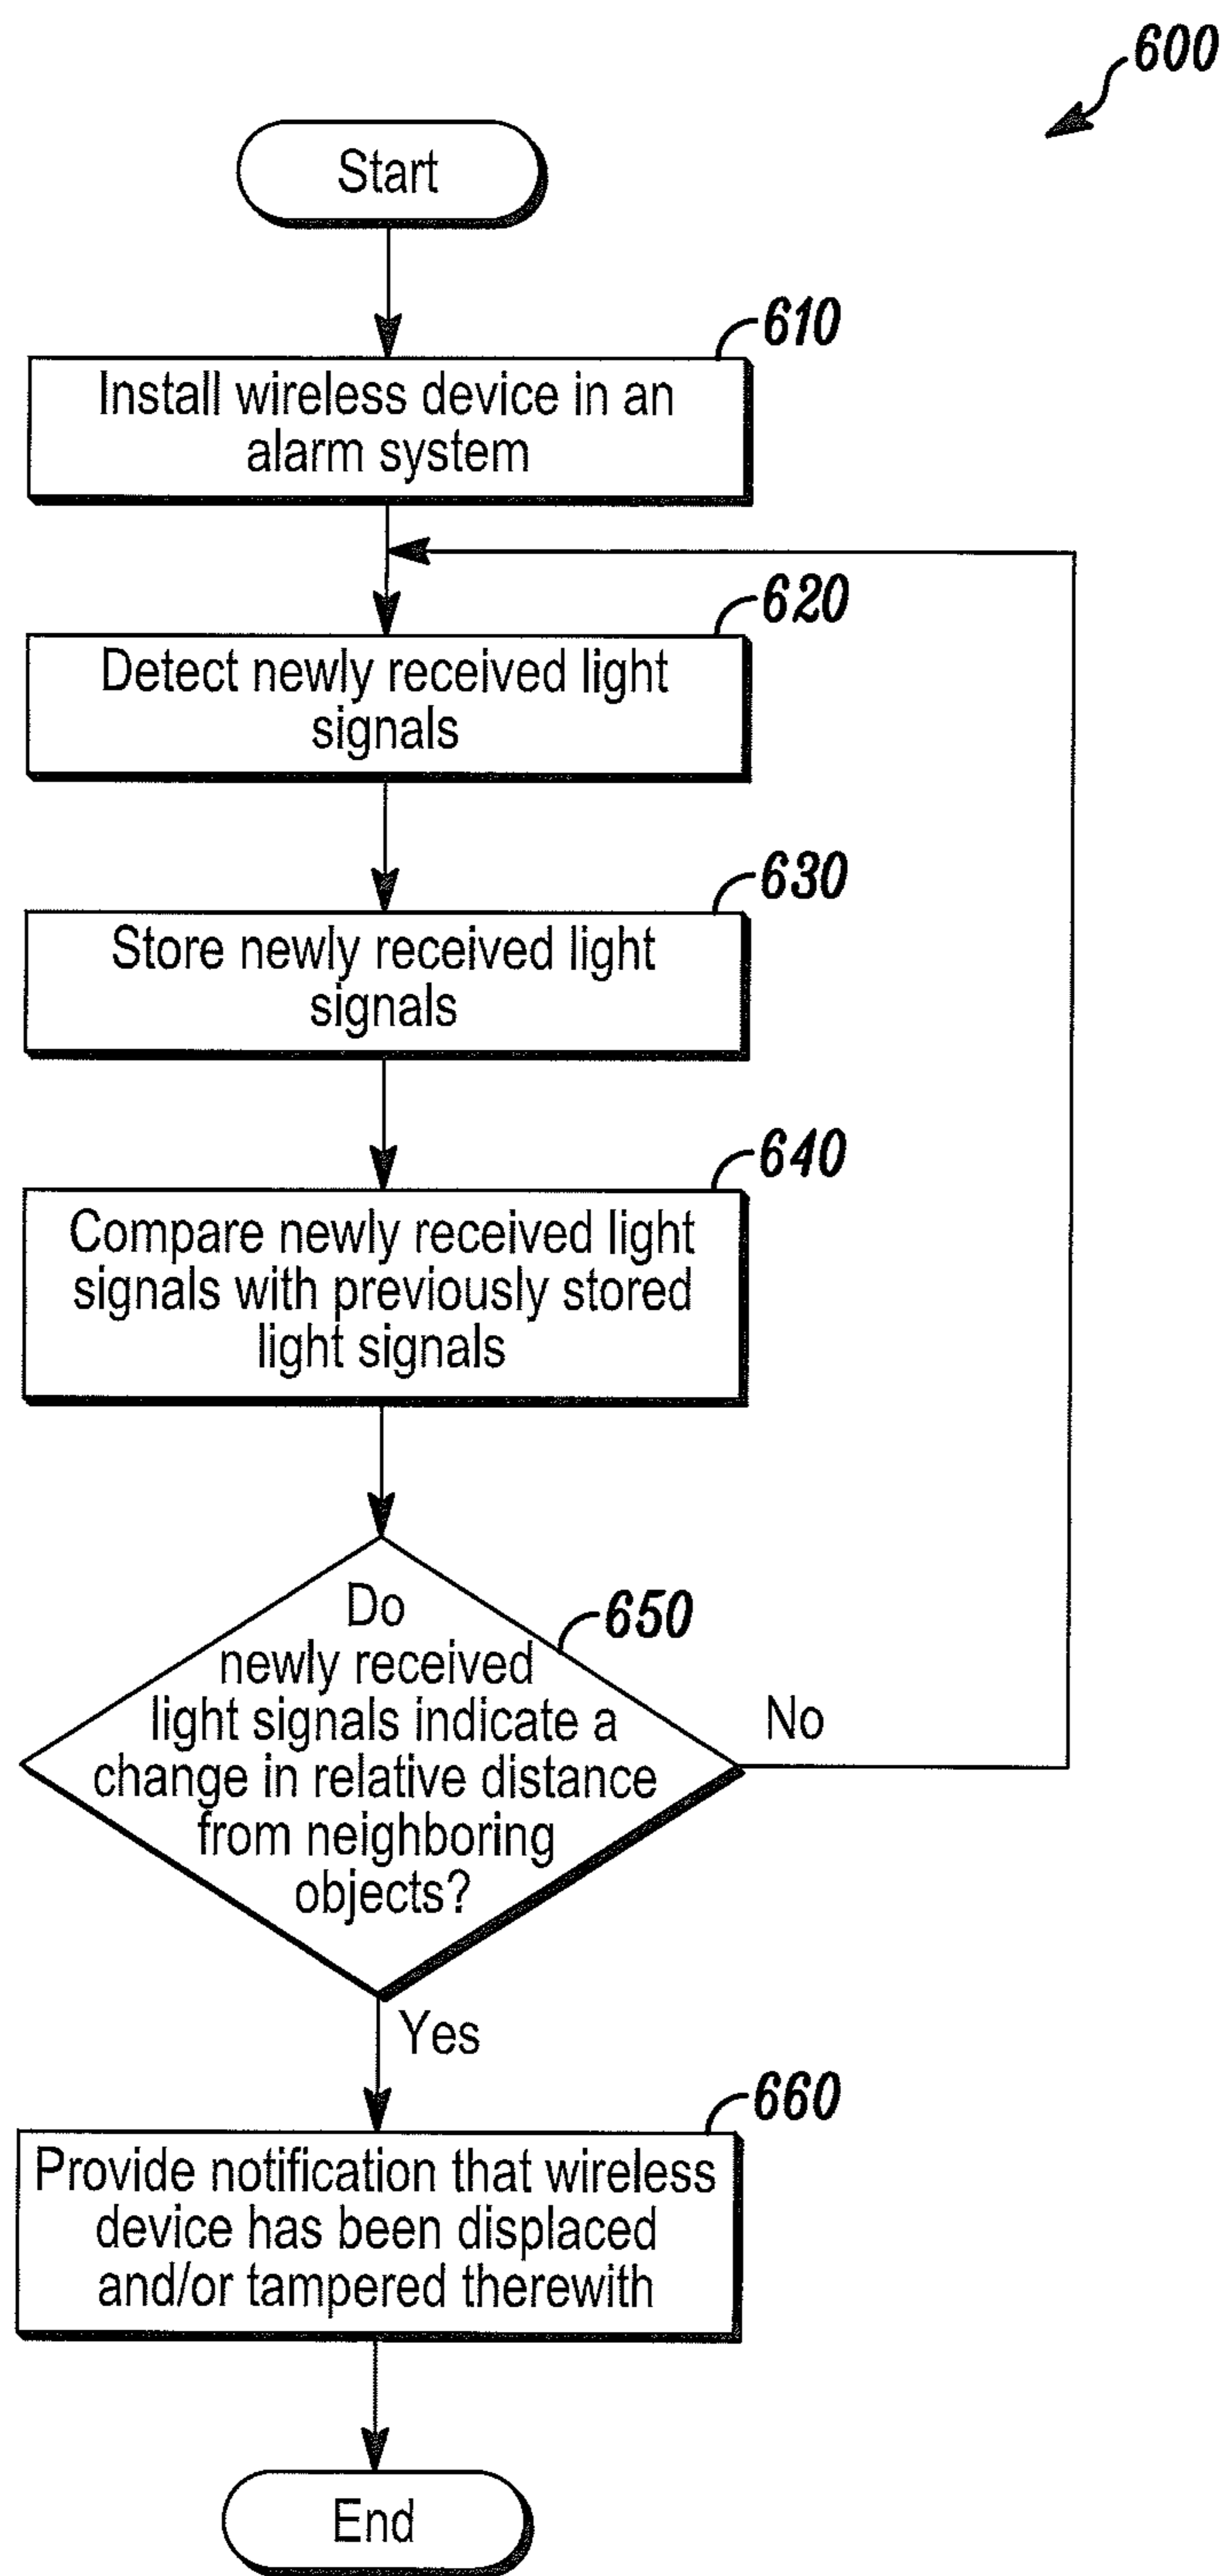 600
Start
610
Install wireless device in an
alarm system
620
Detect newly received light
signals
630
Store newly received light
signals
640
Compare newly received light
signals with previously stored
light signals
650
Do
newly received
light signals indicate a
change in relative distance
from neighboring
objects?
No
Yes
660
Provide notification that wireless
device has been displaced
and/or tampered therewith
End